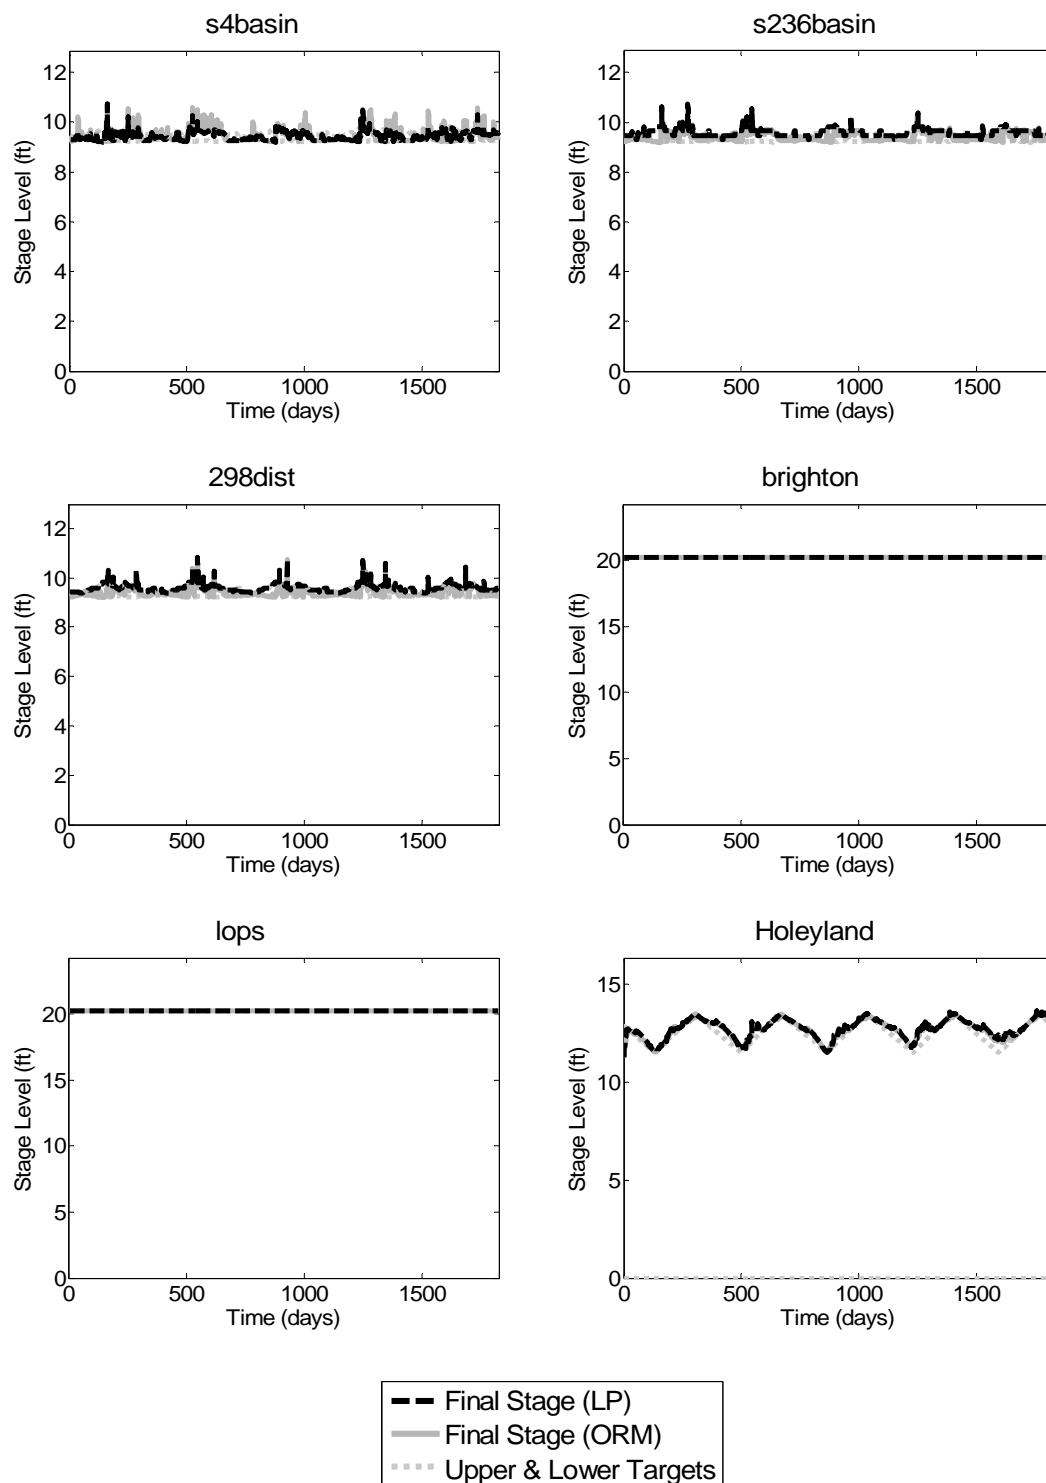 s4basin
s236basin
12
10
8
6
4
2
0
Stage Level (ft)
0 500 1000 1500
Time (days)
12
10
8
6
4
2
0
Stage Level (ft)
0 500 1000 1500
Time (days)
298dist
brighton
12
10
8
6
4
2
0
Stage Level (ft)
0 500 1000 1500
Time (days)
20
15
10
5
0
Stage Level (ft)
0 500 1000 1500
Time (days)
lops
Holeyland
20
15
10
5
0
Stage Level (ft)
0 500 1000 1500
Time (days)
15
10
5
0
Stage Level (ft)
0 500 1000 1500
Time (days)
Final Stage (LP)
Final Stage (ORM)
Upper & Lower Targets